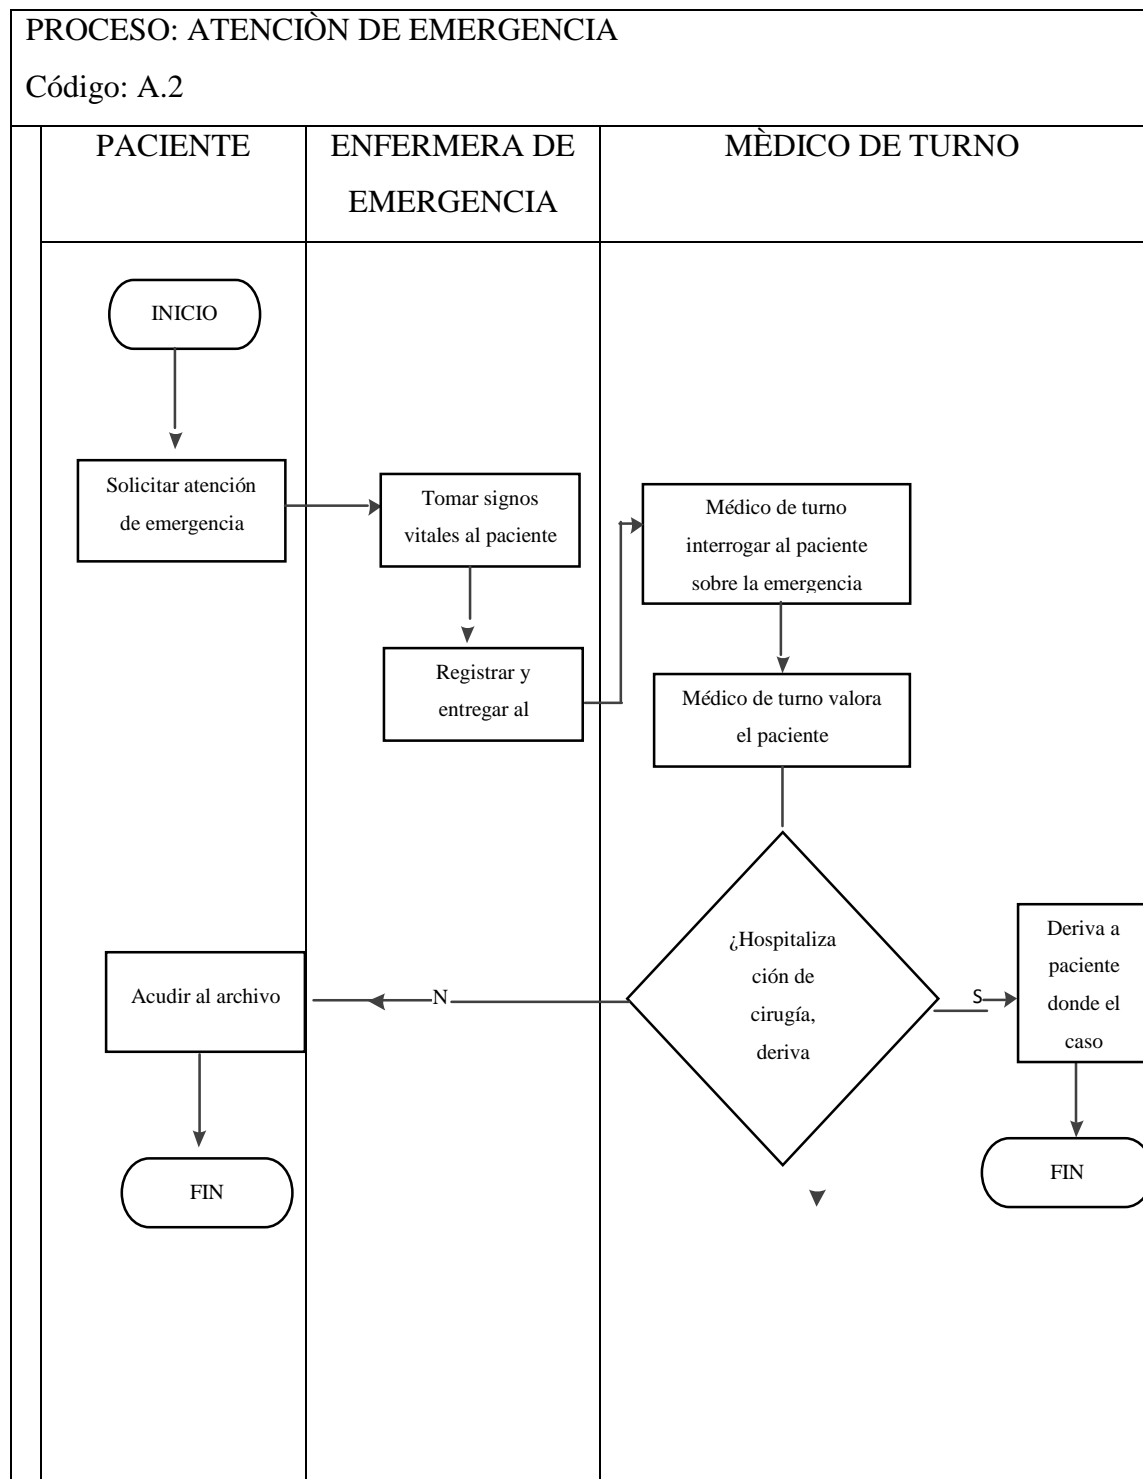 PROCESO: ATENCIÒN DE EMERGENCIA
Código: A.2
PACIENTE
ENFERMERA DE
EMERGENCIA
MÈDICO DE TURNO
INICIO
Solicitar atención
de emergencia
Tomar signos
vitales al paciente
Registrar y
entregar al
Médico de turno
interrogar al paciente
sobre la emergencia
Médico de turno valora
el paciente
¿Hospitaliza
ción de
cirugía,
deriva
N
S
Acudir al archivo
FIN
Deriva a
paciente
donde el
caso
FIN